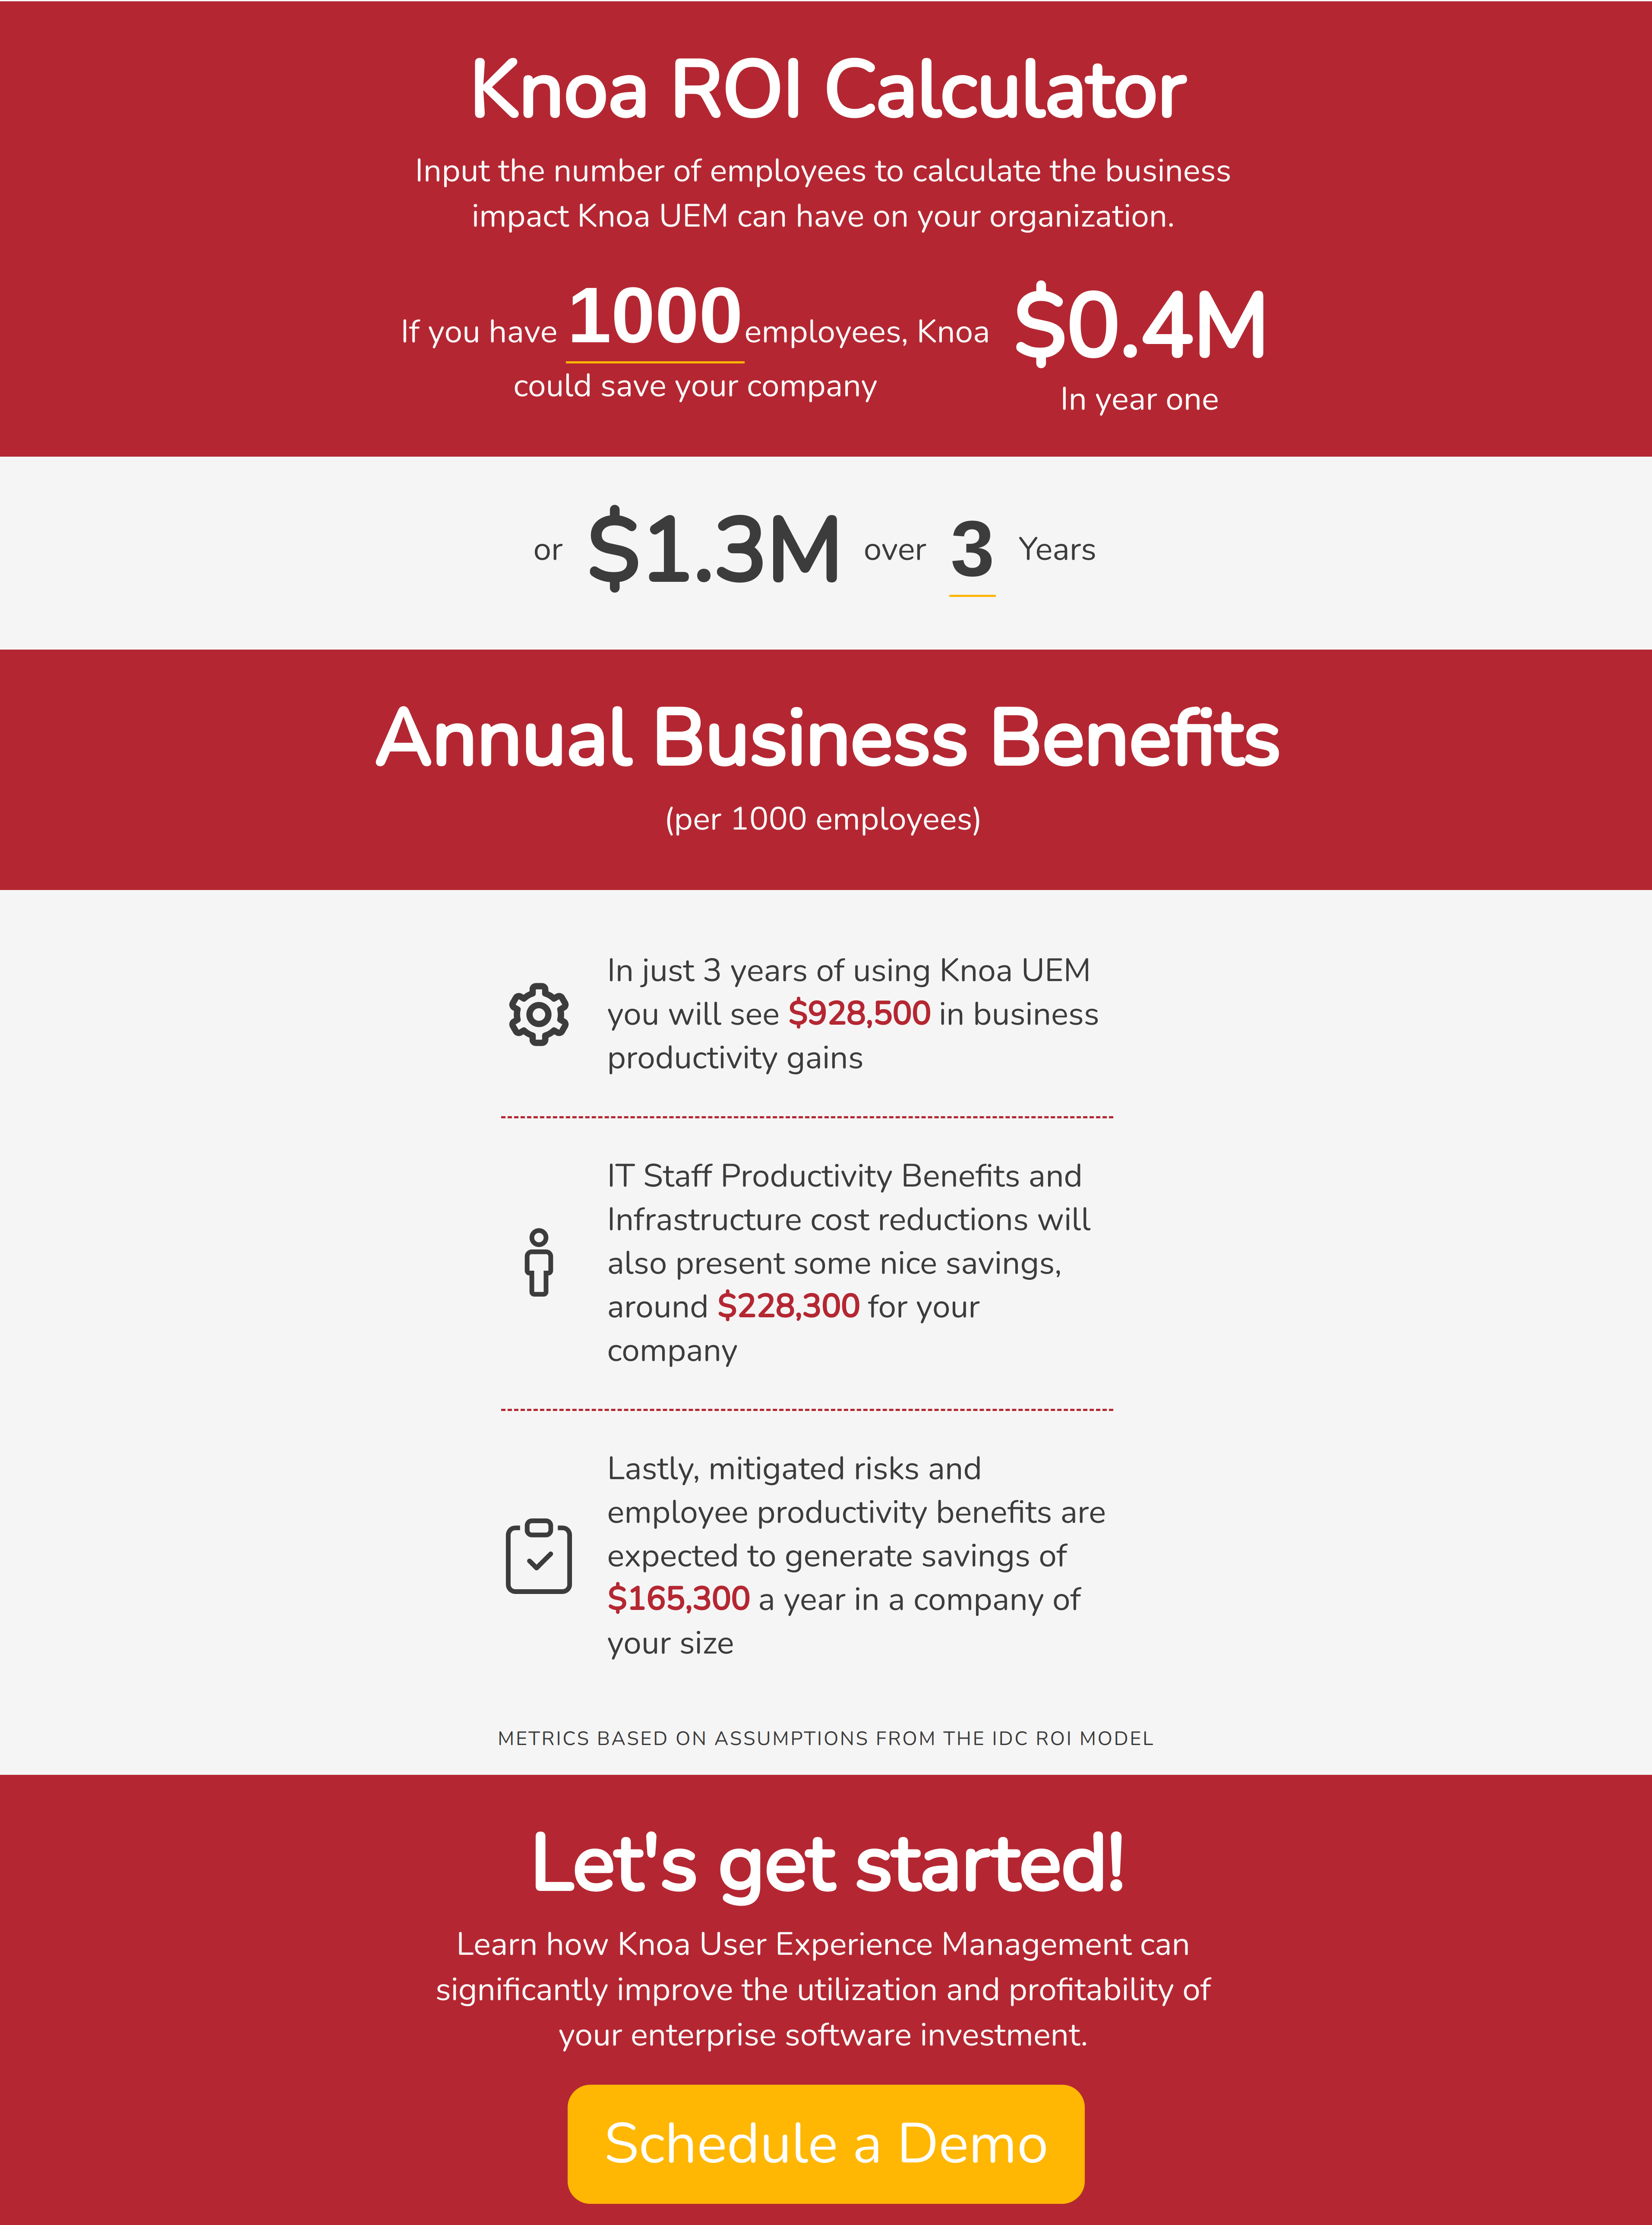 Knoa ROI Calculator
Input the number of employees to calculate the business
impact Knoa UEM can have on your organization.
If you have 1000 employees, Knoa
could save your company
$0.4M
In year one
or $1.3M over 3 Years
Annual Business Benefits
(per 1000 employees)
In just 3 years of using Knoa UEM
you will see $928,500 in business
productivity gains
IT Staff Productivity Benefits and
Infrastructure cost reductions will
also present some nice savings,
around $228,300 for your
company
Lastly, mitigated risks and
employee productivity benefits are
expected to generate savings of
$165,300 a year in a company of
your size
METRICS BASED ON ASSUMPTIONS FROM THE IDC ROI MODEL
Let's get started!
Learn how Knoa User Experience Management can
significantly improve the utilization and profitability of
your enterprise software investment.
Schedule a Demo